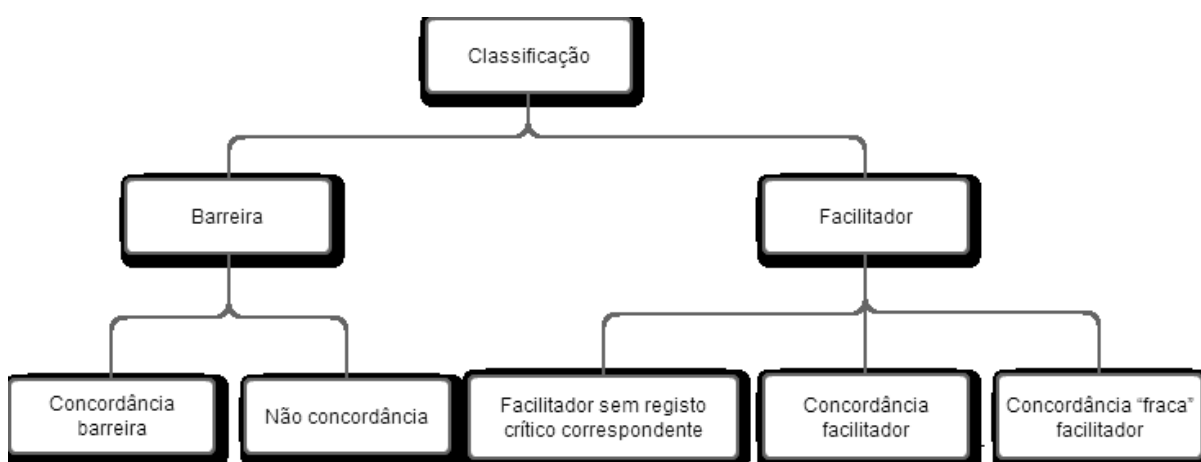 Classificação
Barreira
Facilitador
Concordância
barreira
Não concordância
Facilitador sem registo
crítico correspondente
Concordância
facilitador
Concordância “fraca”
facilitador